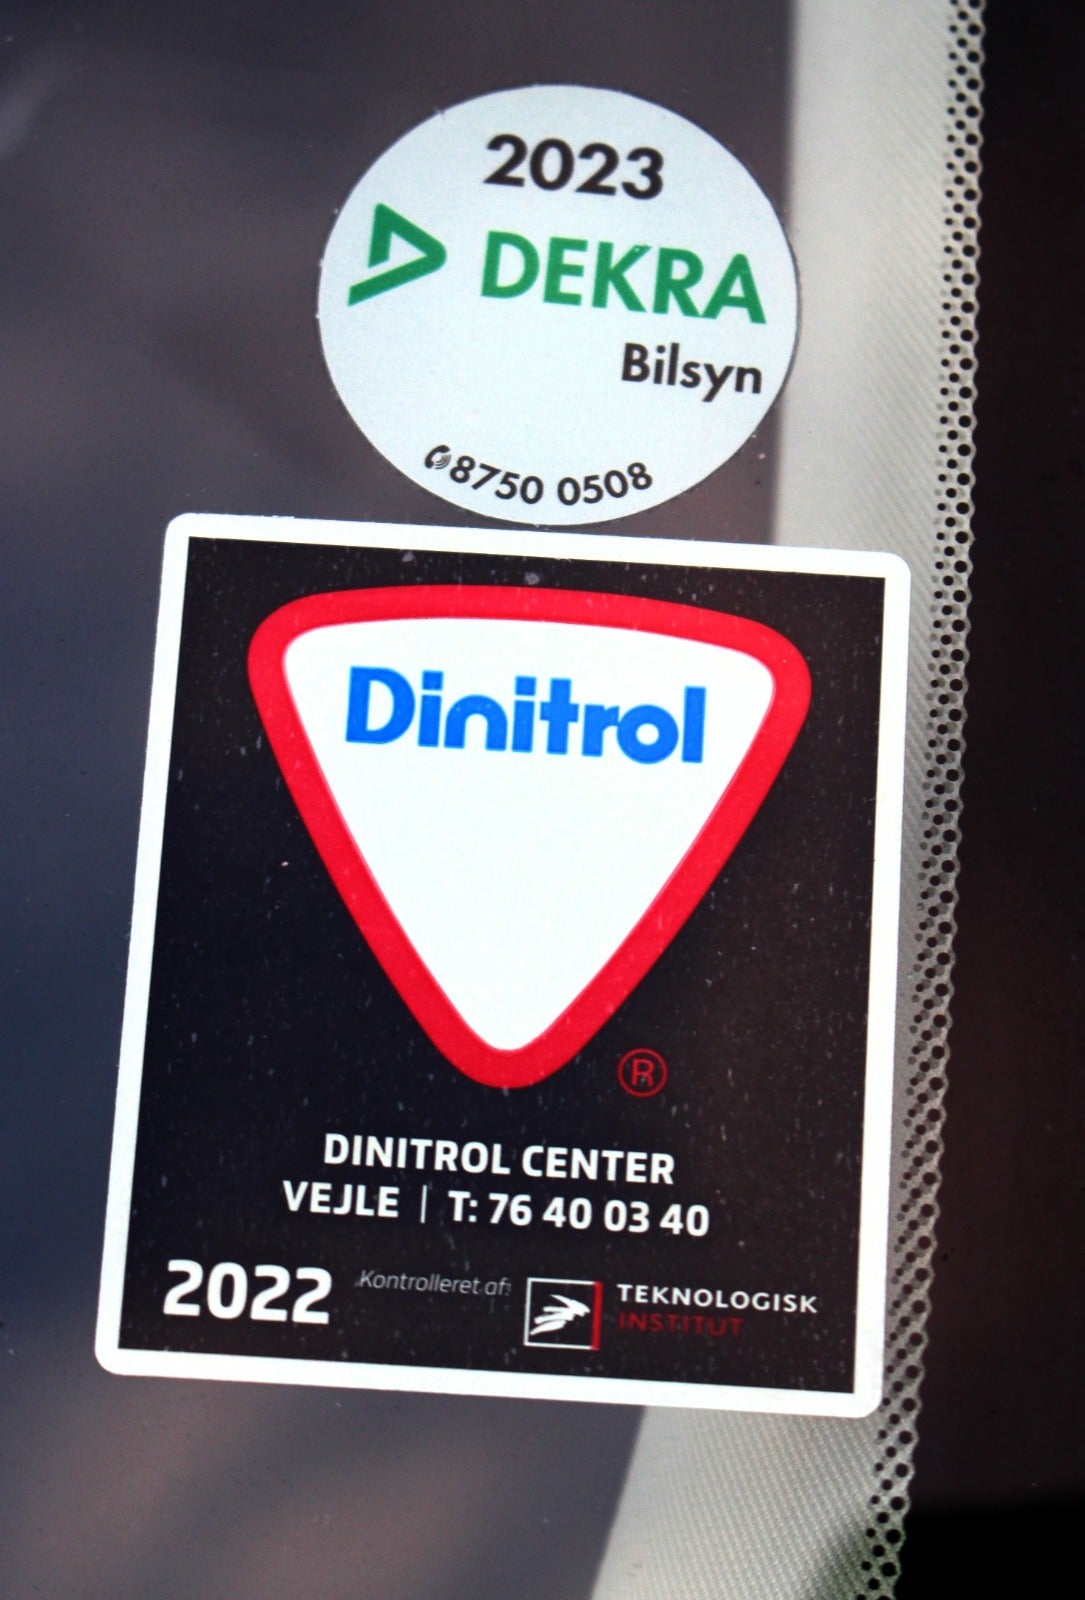 2023
DEKRA
Bilsyn
8750 0508
Dinitrol
®
DINITROL CENTER
VEJLE | T: 76 40 03 40
2022 Kontrolleret af: TEKNOLOGISK
INSTITUT